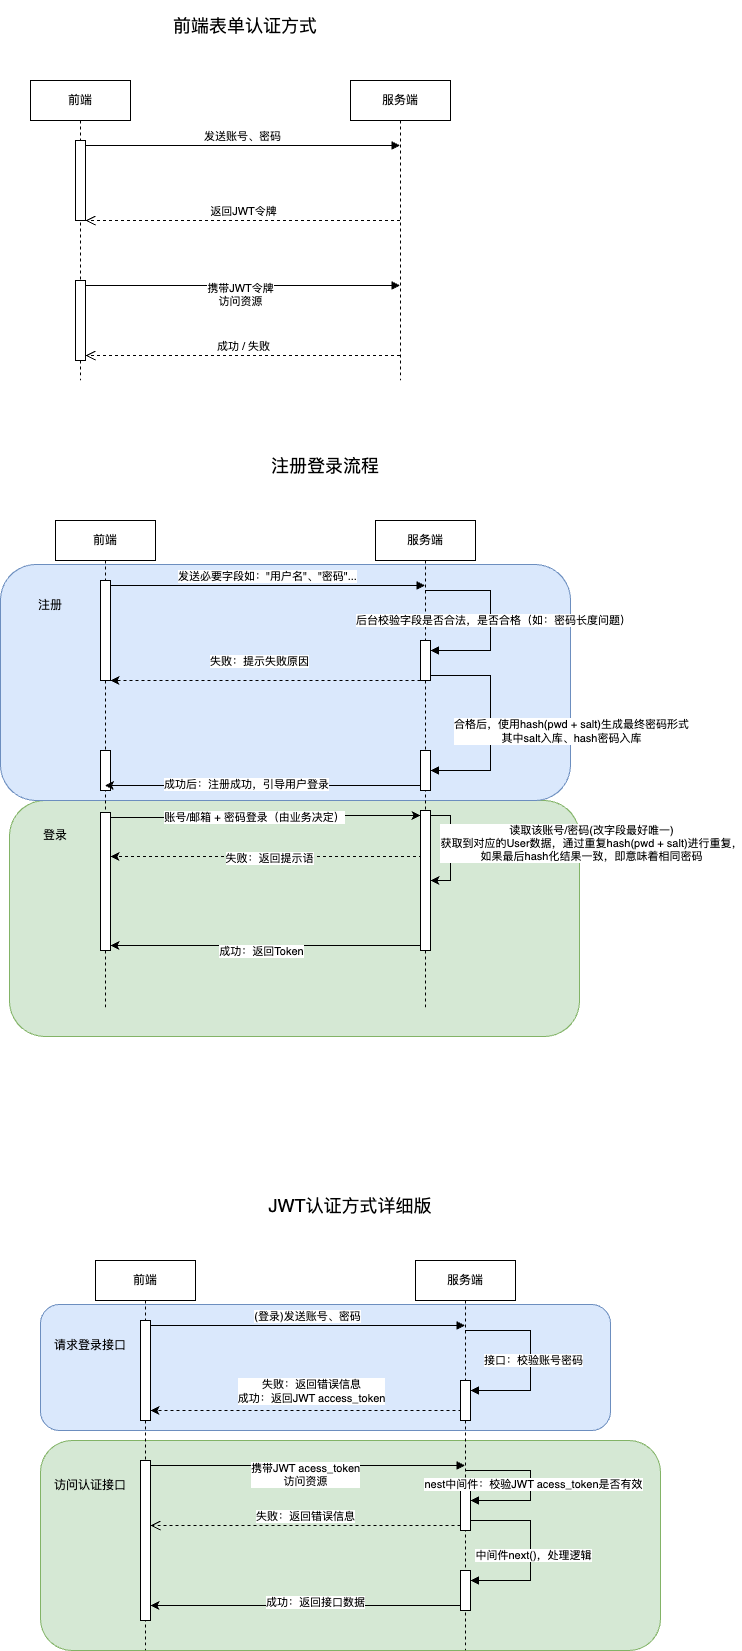 前端表单认证方式
前端
服务端
发送账号、密码
返回JWT令牌
携带JWT令牌
访问资源
成功 / 失败
注册登录流程
前端
服务端
注册
发送必要字段如："用户名"、"密码"...
后台校验字段是否合法，是否合格（如：密码长度问题）
失败：提示失败原因
合格后，使用hash(pwd + salt)生成最终密码形式
其中salt入库、hash密码入库
成功后：注册成功，引导用户登录
登录
账号/邮箱 + 密码登录（由业务决定）
读取该账号/密码(改字段最好唯一)
获取到对应的User数据，通过重复hash(pwd + salt)进行重复，
如果最后hash化结果一致，即意味着相同密码
失败：返回提示语
成功：返回Token
JWT认证方式详细版
前端
服务端
请求登录接口
(登录)发送账号、密码
接口：校验账号密码
失败：返回错误信息
成功：返回JWT access_token
访问认证接口
携带JWT acess_token
访问资源
nest中间件：校验JWT acess_token是否有效
失败：返回错误信息
中间件next()，处理逻辑
成功：返回接口数据